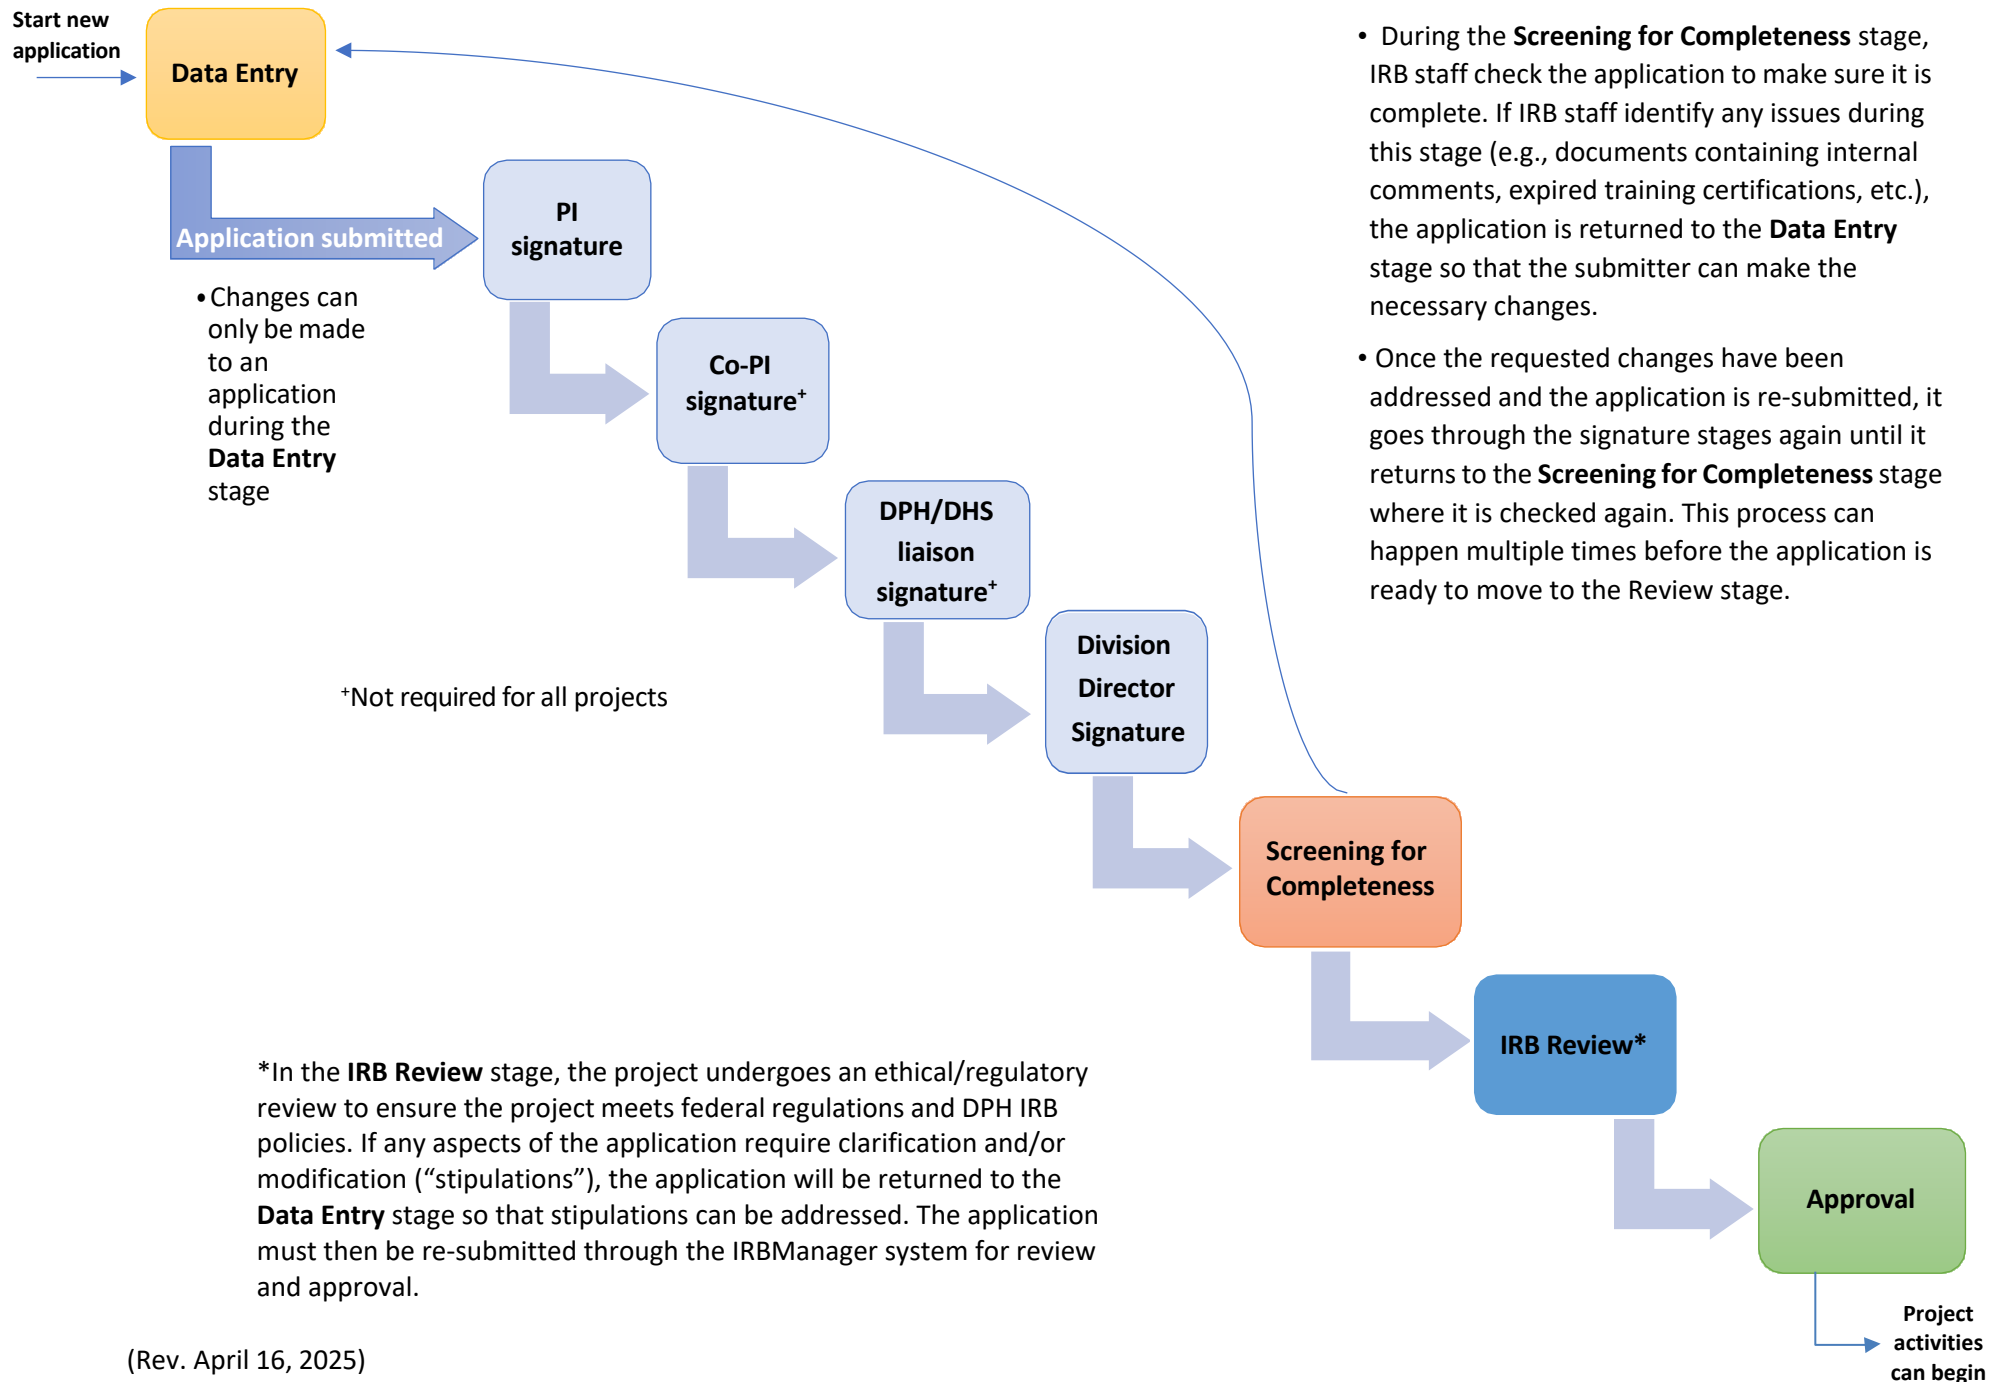 Start new
application
Data Entry
Application submitted
• Changes can
only be made
to an
application
during the
Data Entry
stage
PI
signature
Co-PI
signature+
DPH/DHS
liaison
signature+
Division
Director
Signature
+Not required for all projects
Screening for
Completeness
IRB Review*
Approval
Project
activities
can begin
• During the Screening for Completeness stage,
IRB staff check the application to make sure it is
complete. If IRB staff identify any issues during
this stage (e.g., documents containing internal
comments, expired training certifications, etc.),
the application is returned to the Data Entry
stage so that the submitter can make the
necessary changes.
• Once the requested changes have been
addressed and the application is re-submitted, it
goes through the signature stages again until it
returns to the Screening for Completeness stage
where it is checked again. This process can
happen multiple times before the application is
ready to move to the Review stage.
*In the IRB Review stage, the project undergoes an ethical/regulatory
review to ensure the project meets federal regulations and DPH IRB
policies. If any aspects of the application require clarification and/or
modification (“stipulations”), the application will be returned to the
Data Entry stage so that stipulations can be addressed. The application
must then be re-submitted through the IRBManager system for review
and approval.
(Rev. April 16, 2025)